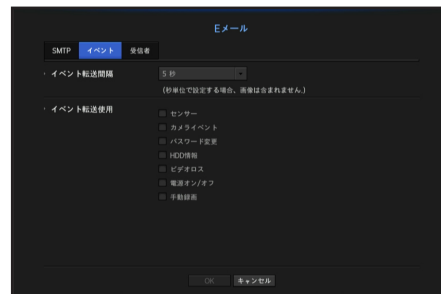 Eメール
SMTP イベント 受信者
イベント転送間隔 5 秒
(秒単位で設定する場合、画像は含まれません.)
イベント転送使用
センサー
カメライベント
パスワード変更
HDD情報
ビデオロス
電源オン/オフ
手動録画
OK キャンセル